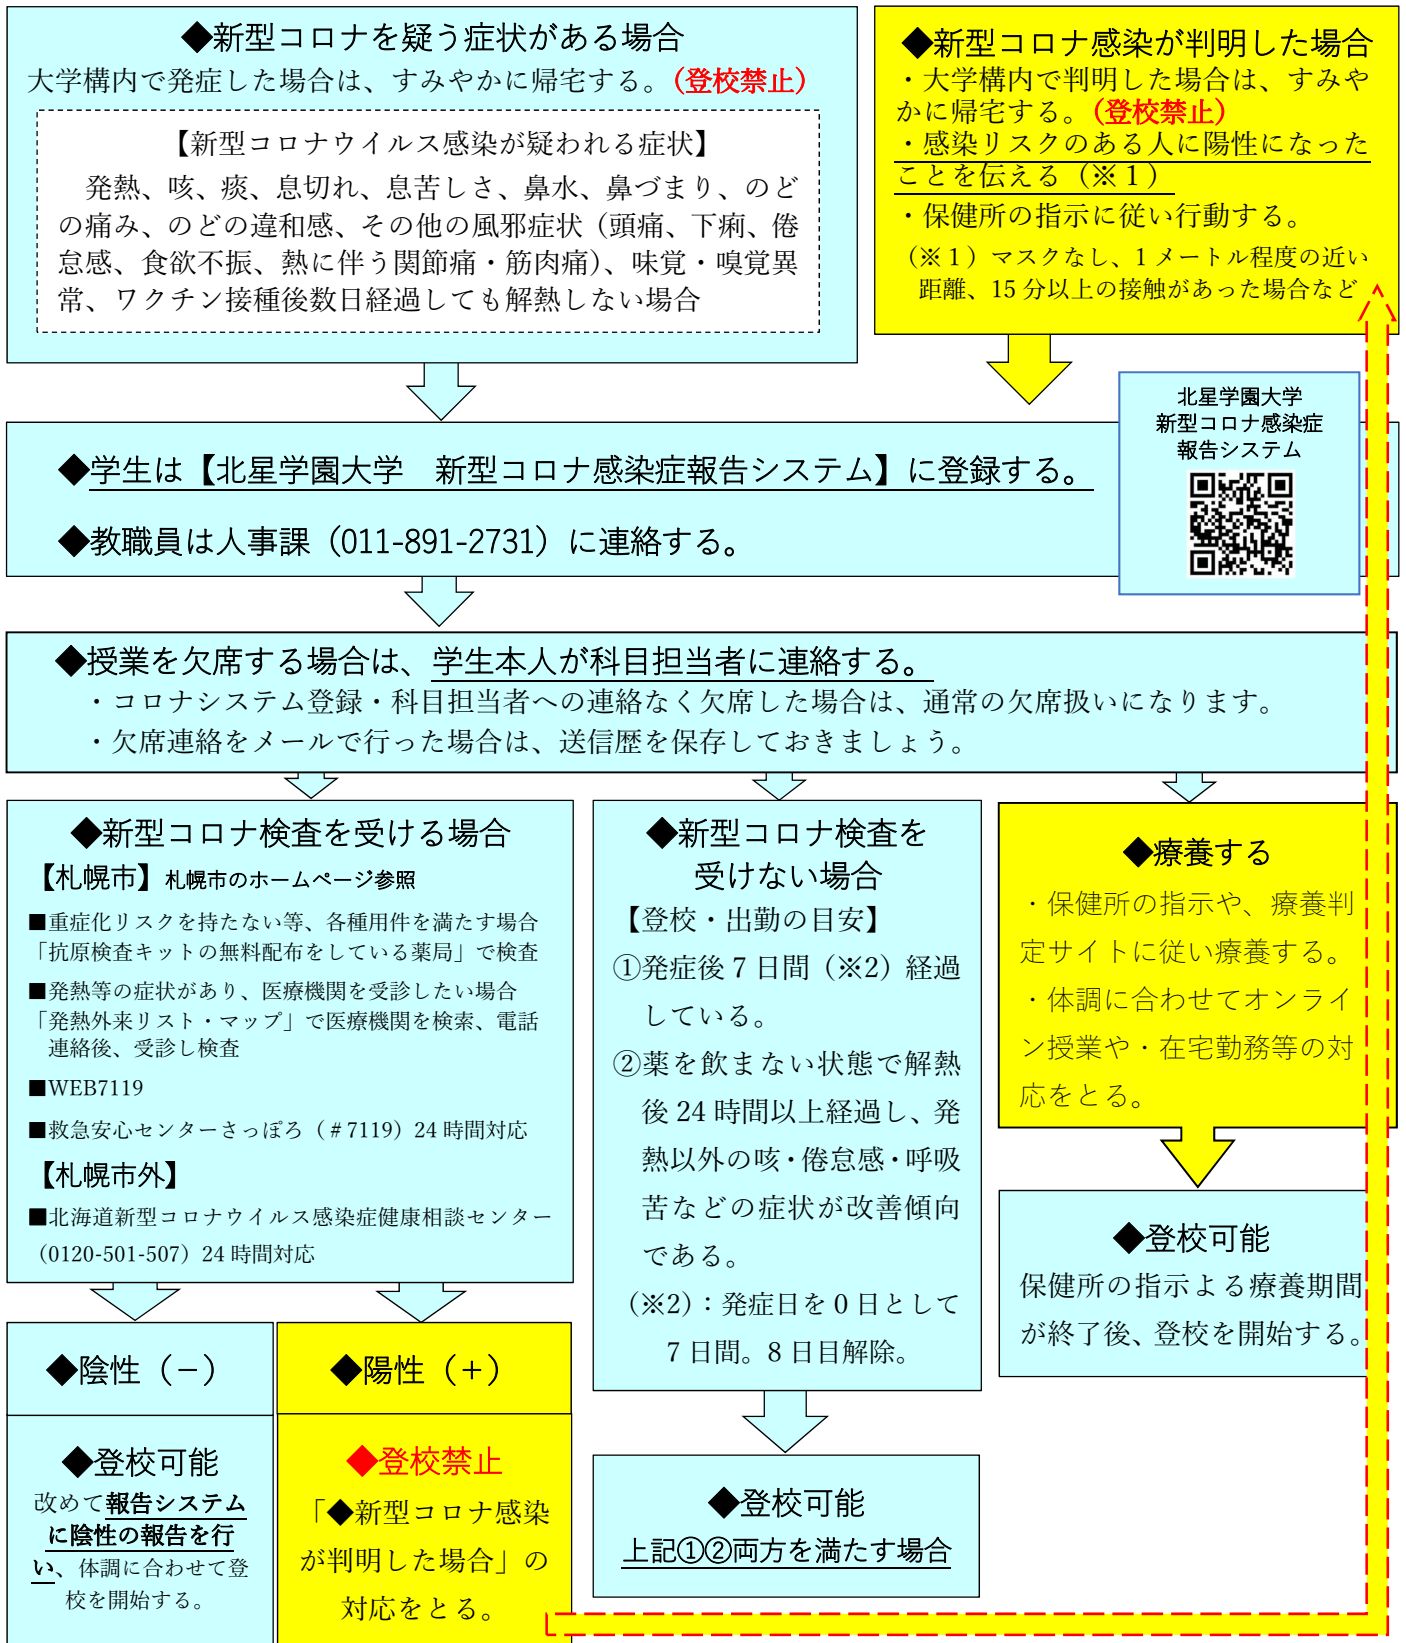 ◆新型コロナを疑う症状がある場合
大学構内で発症した場合は、すみやかに帰宅する。(登校禁止)
【新型コロナウイルス感染が疑われる症状】
発熱、咳、痰、息切れ、息苦しさ、鼻水、鼻づまり、のど
の痛み、のどの違和感、その他の風邪症状（頭痛、下痢、倦
怠感、食欲不振、熱に伴う関節痛・筋肉痛）、味覚・嗅覚異
常、ワクチン接種後数日経過しても解熱しない場合
◆新型コロナ感染が判明した場合
・大学構内で判明した場合は、すみや
かに帰宅する。(登校禁止)
・感染リスクのある人に陽性になった
ことを伝える（※１）
・保健所の指示に従い行動する。
（※１）マスクなし、1 メートル程度の近い
距離、15 分以上の接触があった場合など
北星学園大学
新型コロナ感染症
報告システム
◆学生は【北星学園大学　新型コロナ感染症報告システム】に登録する。
◆教職員は人事課（011-891-2731）に連絡する。
◆授業を欠席する場合は、学生本人が科目担当者に連絡する。
・コロナシステム登録・科目担当者への連絡なく欠席した場合は、通常の欠席扱いになります。
・欠席連絡をメールで行った場合は、送信歴を保存しておきましょう。
◆新型コロナ検査を受ける場合
【札幌市】札幌市のホームページ参照
■重症化リスクを持たない等、各種用件を満たす場合
「抗原検査キットの無料配布をしている薬局」で検査
■発熱等の症状があり、医療機関を受診したい場合
「発熱外来リスト・マップ」で医療機関を検索、電話
連絡後、受診し検査
■WEB7119
■救急安心センターさっぽろ（＃7119）24 時間対応
【札幌市外】
■北海道新型コロナウイルス感染症健康相談センター
（0120-501-507）24 時間対応
◆陰性（－）
◆登校可能
改めて報告システム
に陰性の報告を行
い、体調に合わせて登
校を開始する。
◆陽性（+）
◆登校禁止
「◆新型コロナ感染
が判明した場合」の
対応をとる。
◆新型コロナ検査を
受けない場合
【登校・出勤の目安】
①発症後 7 日間（※2）経過
している。
②薬を飲まない状態で解熱
後 24 時間以上経過し、発
熱以外の咳・倦怠感・呼吸
苦などの症状が改善傾向
である。
（※2）：発症日を 0 日として
7 日間。8 日目解除。
◆登校可能
上記①②両方を満たす場合
◆療養する
・保健所の指示や、療養判
定サイトに従い療養する。
・体調に合わせてオンライ
ン授業や・在宅勤務等の対
応をとる。
◆登校可能
保健所の指示よる療養期間
が終了後、登校を開始する。